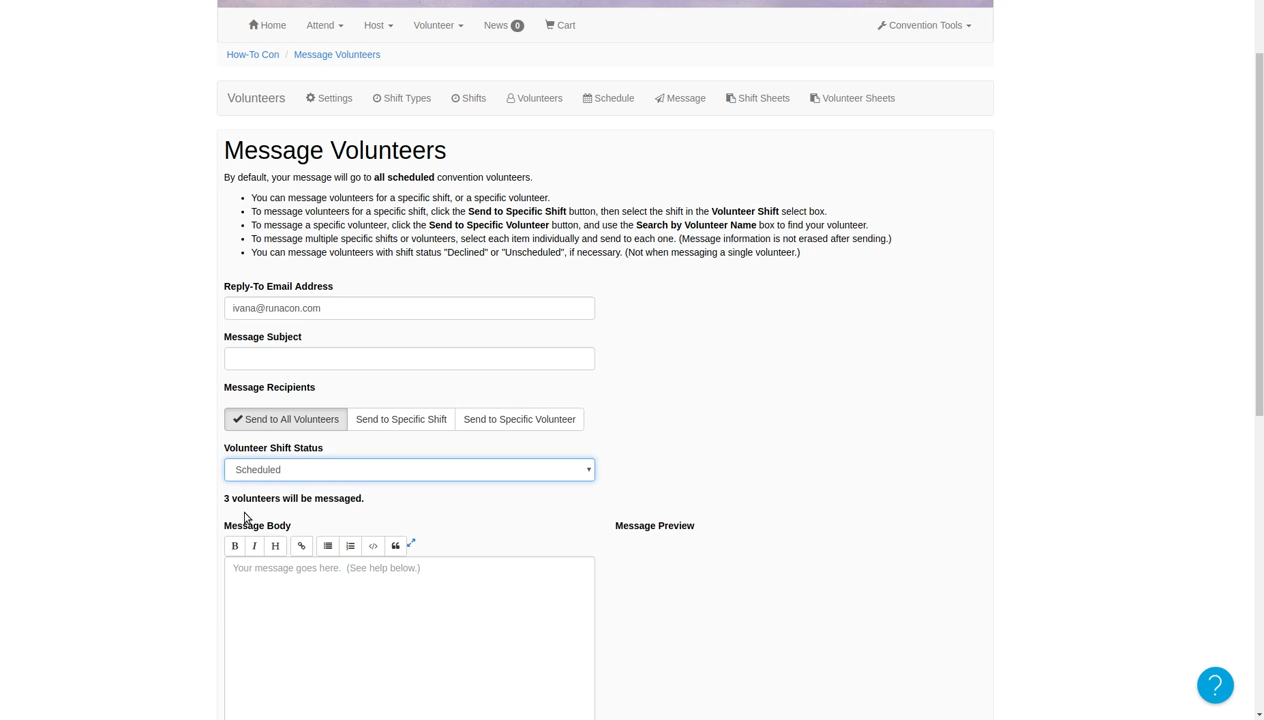 Home Attend Host Volunteer News 0 Cart Convention Tools
How-To Con / Message Volunteers
Volunteers Settings Shift Types Shifts Volunteers Schedule Message Shift Sheets Volunteer Sheets
Message Volunteers
By default, your message will go to all scheduled convention volunteers.
• You can message volunteers for a specific shift, or a specific volunteer.
• To message volunteers for a specific shift, click the Send to Specific Shift button, then select the shift in the Volunteer Shift select box.
• To message a specific volunteer, click the Send to Specific Volunteer button, and use the Search by Volunteer Name box to find your volunteer.
• To message multiple specific shifts or volunteers, select each item individually and send to each one. (Message information is not erased after sending.)
• You can message volunteers with shift status "Declined" or "Unscheduled", if necessary. (Not when messaging a single volunteer.)
Reply-To Email Address
ivana@runacon.com
Message Subject
Message Recipients
Send to All Volunteers Send to Specific Shift Send to Specific Volunteer
Volunteer Shift Status
Scheduled
3 volunteers will be messaged.
Message Body Message Preview
B I H </> “
Your message goes here. (See help below.)
?